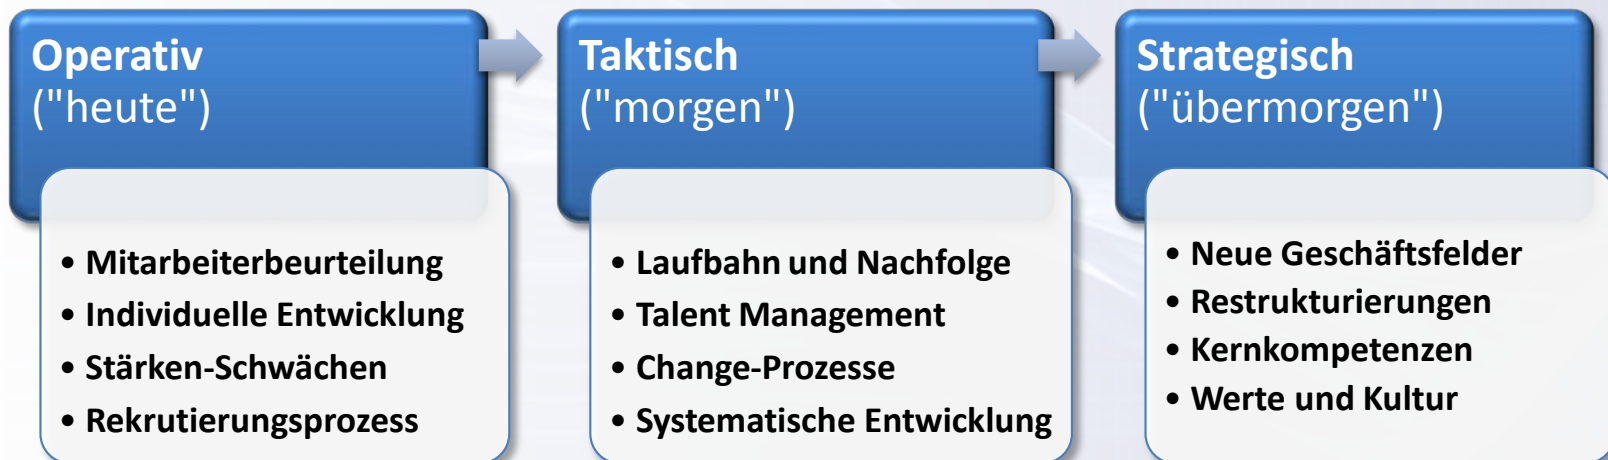 Operativ
("heute")
• Mitarbeiterbeurteilung
• Individuelle Entwicklung
• Stärken-Schwächen
• Rekrutierungsprozess
Taktisch
("morgen")
• Laufbahn und Nachfolge
• Talent Management
• Change-Prozesse
• Systematische Entwicklung
Strategisch
("übermorgen")
• Neue Geschäftsfelder
• Restrukturierungen
• Kernkompetenzen
• Werte und Kultur